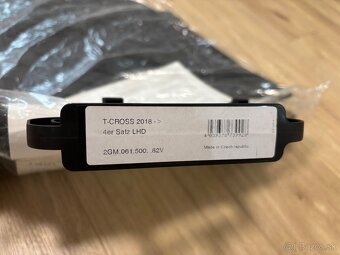 T-CROSS 2018 ->
4er Satz LHD
2GM.061.500. .82V
Made in Czech republic